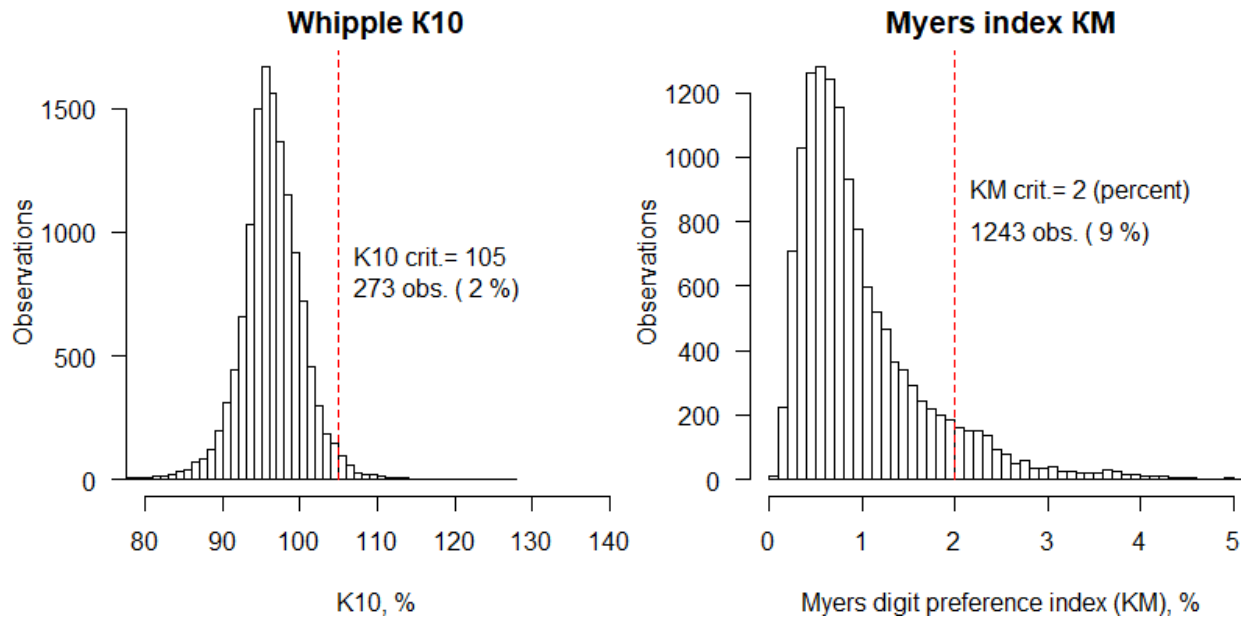 Whipple K10
Observations
1500
1000
500
0
K10 crit.= 105
273 obs. ( 2 %)
80 90 100 110 120 130 140
K10, %
Myers index KM
Observations
1200
1000
800
600
400
200
0
KM crit.= 2 (percent)
1243 obs. ( 9 %)
0 1 2 3 4 5
Myers digit preference index (KM), %